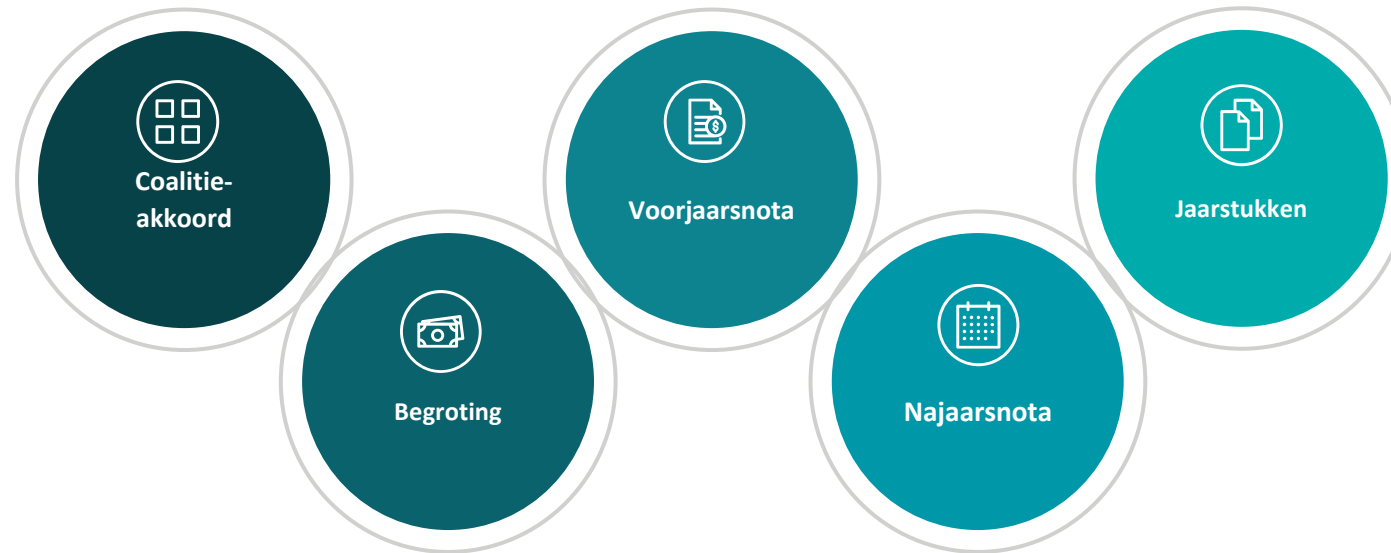 Coalitie-
akkoord
Begroting
Voorjaarsnota
Najaarsnota
Jaarstukken